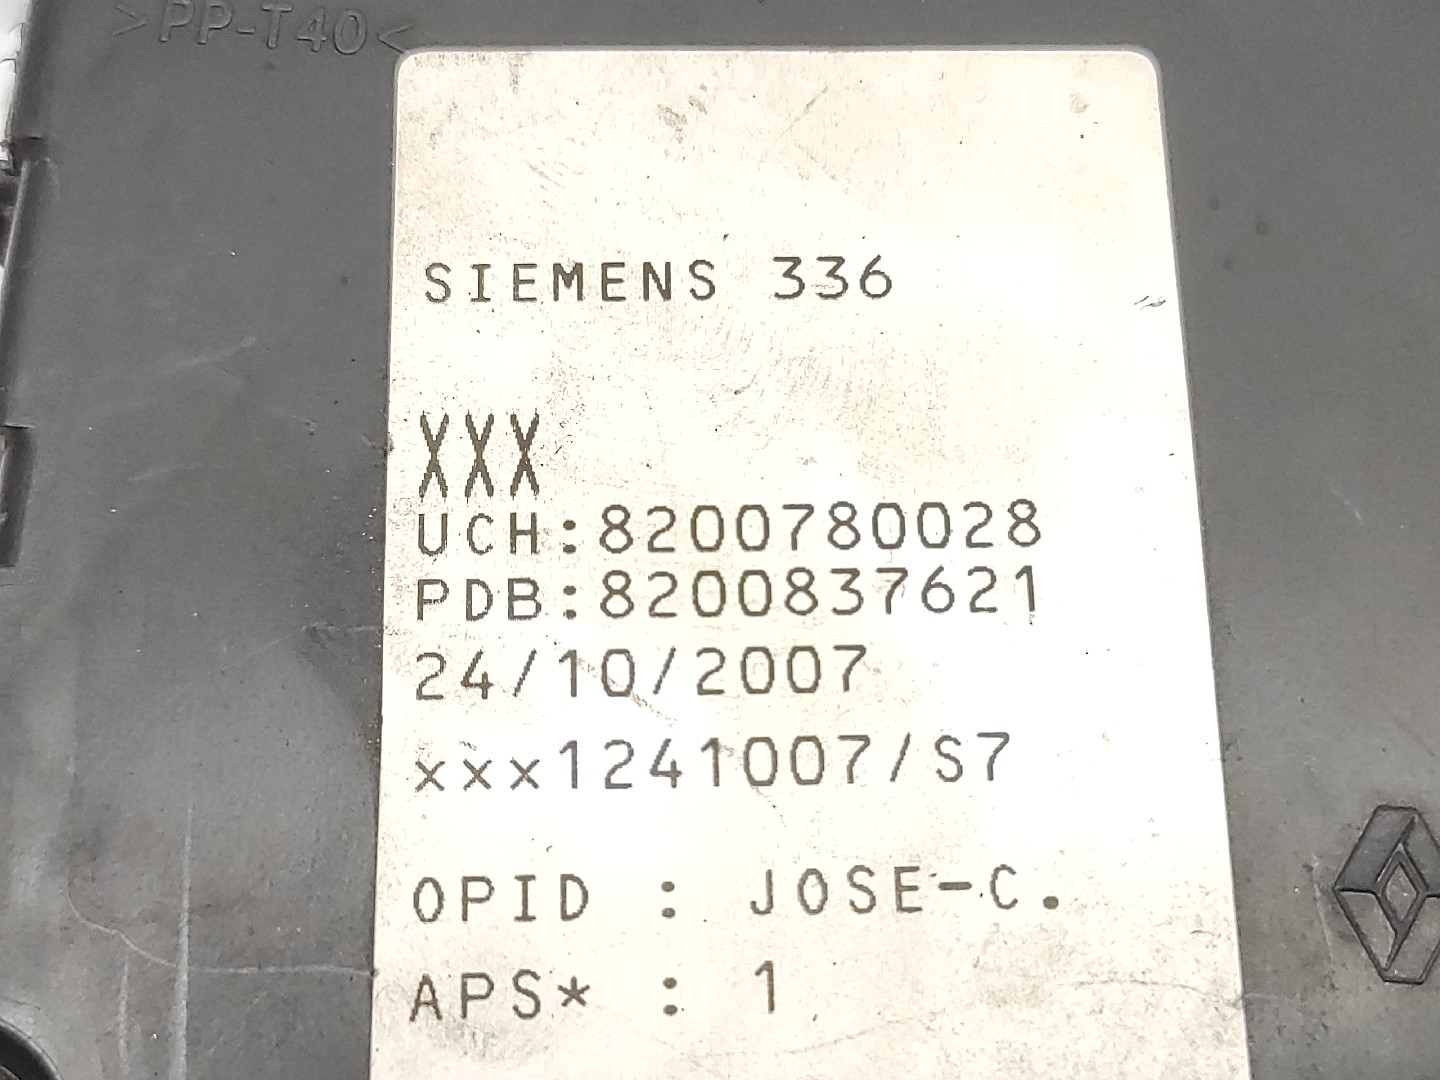 >PP-T40<
SIEMENS 336
XXX
UCH:8200780028
PDB:8200837621
24/10/2007
xxx1241007/S7
OPID : JOSE-C.
APS* : 1